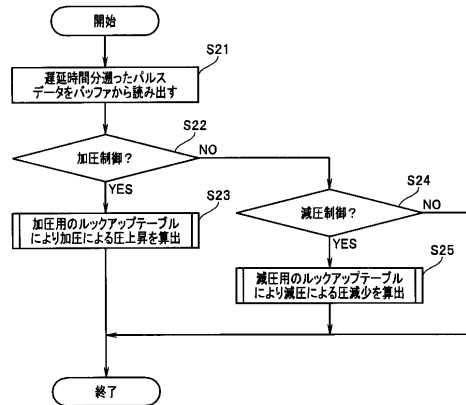 開始
S21
遅延時間分遡ったパルス
データをバッファから読み出す
S22
加圧制御?
NO
YES
S23
加圧用のルックアップテーブル
により加圧による圧上昇を算出
S24
減圧制御?
NO
YES
S25
減圧用のルックアップテーブル
により減圧による圧減少を算出
終了